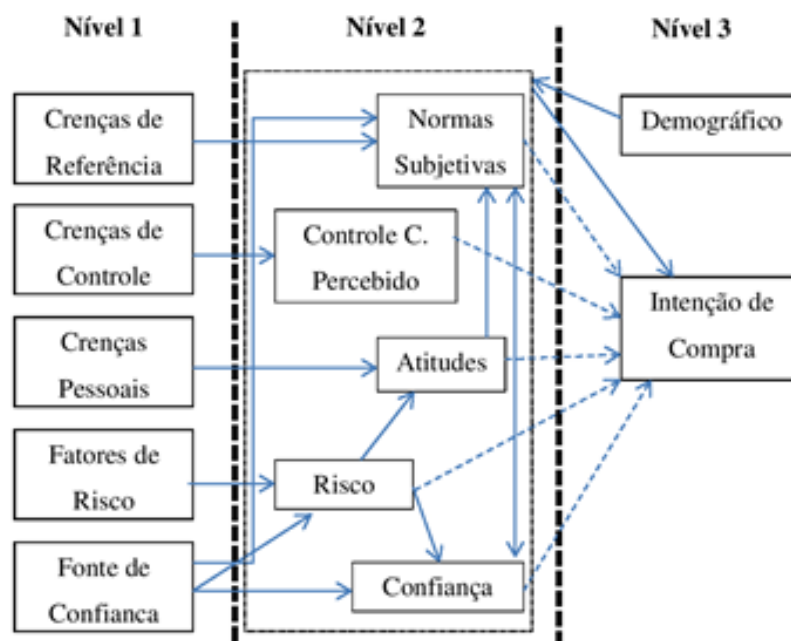 Nível 1
Nível 2
Nível 3
Crenças de
Referência
Normas
Subjetivas
Demográfico
Crenças de
Controle
Controle C.
Percebido
Intenção de
Compra
Crenças
Pessoais
Atitudes
Fatores de
Risco
Risco
Fonte de
Confianca
Confiança